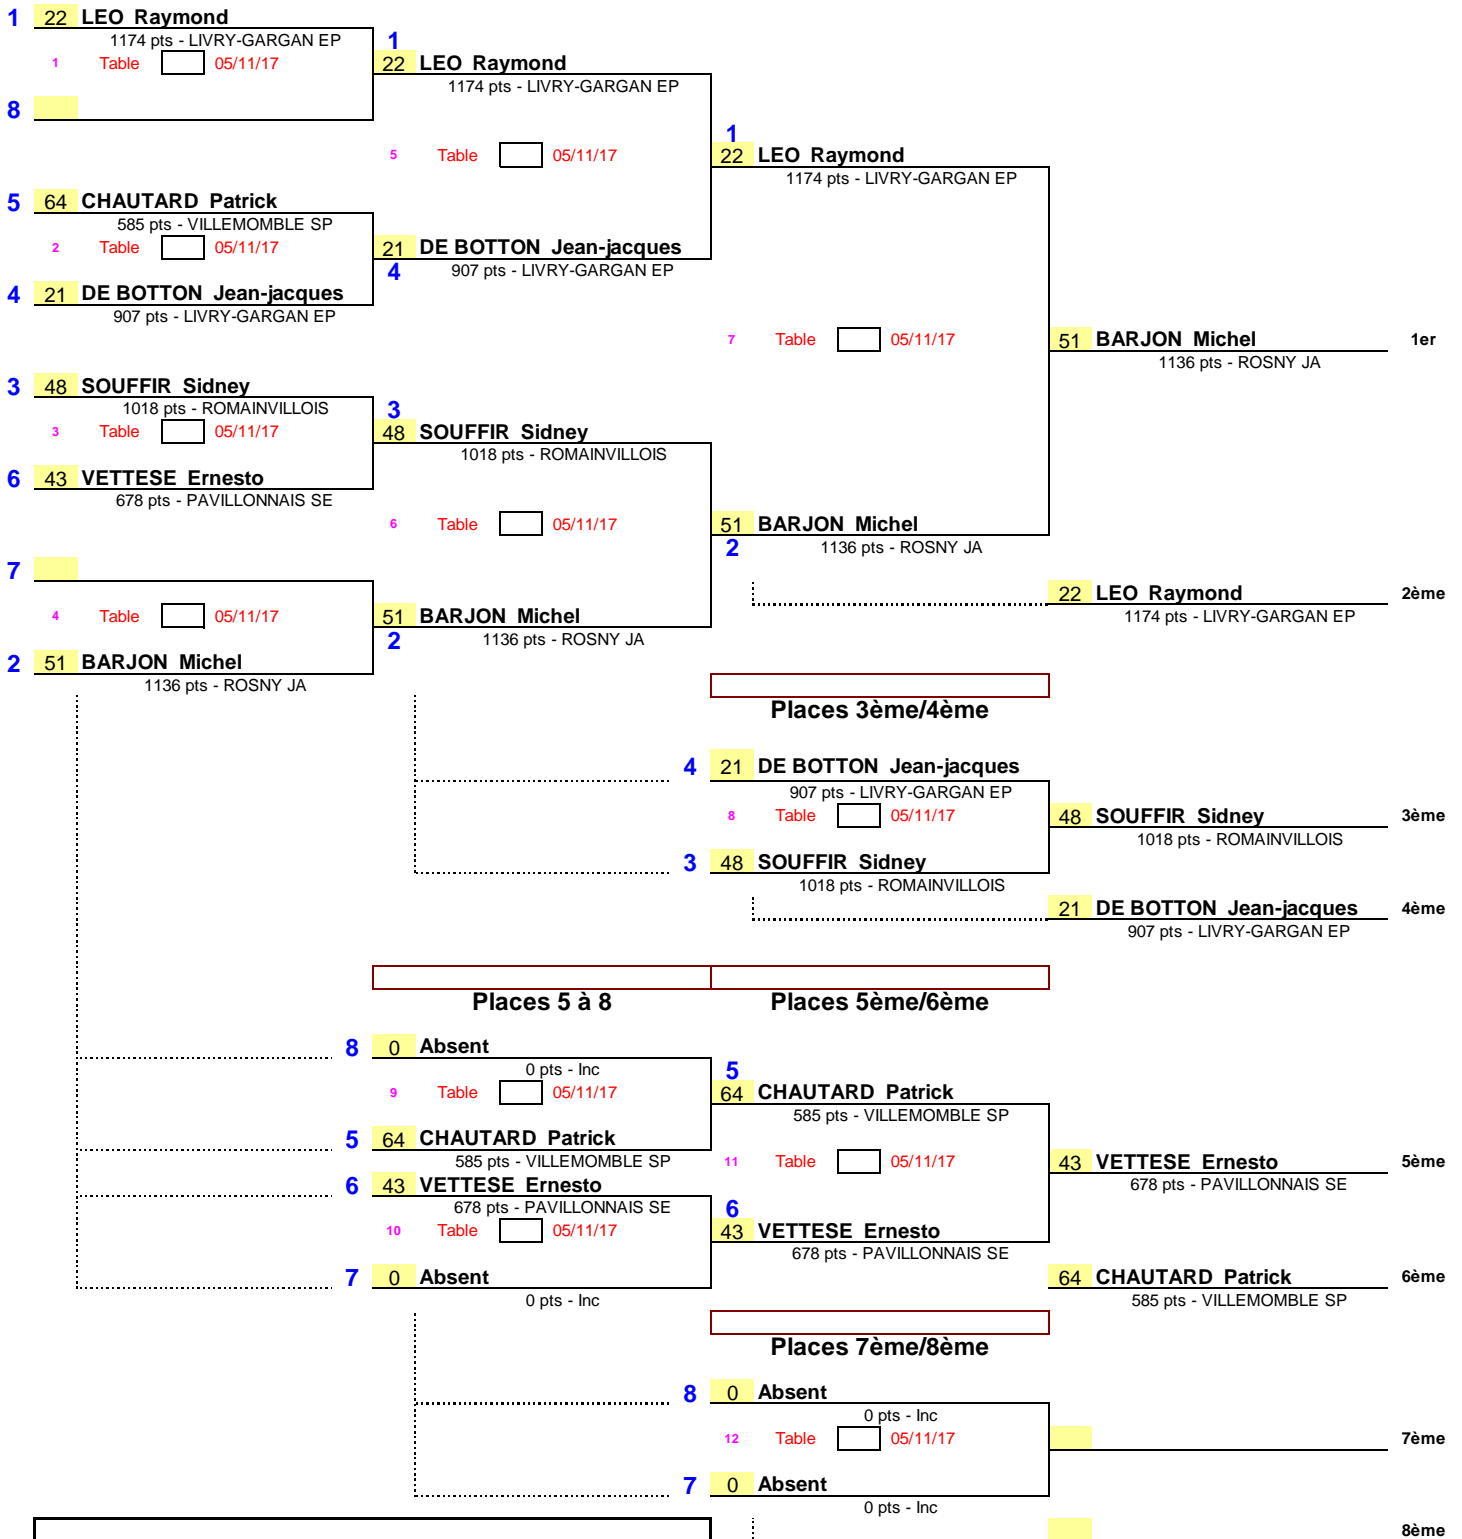 1 22 LEO Raymond
1174 pts - LIVRY-GARGAN EP
1
1 Table 05/11/17
22 LEO Raymond
1174 pts - LIVRY-GARGAN EP
8
1
5 Table 05/11/17
22 LEO Raymond
1174 pts - LIVRY-GARGAN EP
5 64 CHAUTARD Patrick
585 pts - VILLEMOMBLE SP
2 Table 05/11/17
21 DE BOTTON Jean-jacques
4 907 pts - LIVRY-GARGAN EP
4 21 DE BOTTON Jean-jacques
907 pts - LIVRY-GARGAN EP
7 Table 05/11/17
51 BARJON Michel 1er
1136 pts - ROSNY JA
3 48 SOUFFIR Sidney
1018 pts - ROMAINVILLOIS
3
3 Table 05/11/17
48 SOUFFIR Sidney
1018 pts - ROMAINVILLOIS
6 43 VETTESE Ernesto
678 pts - PAVILLONNAIS SE
6 Table 05/11/17
51 BARJON Michel
2 1136 pts - ROSNY JA
7
22 LEO Raymond 2ème
1174 pts - LIVRY-GARGAN EP
4 Table 05/11/17
51 BARJON Michel
2 1136 pts - ROSNY JA
2 51 BARJON Michel
1136 pts - ROSNY JA
Places 3ème/4ème
4 21 DE BOTTON Jean-jacques
907 pts - LIVRY-GARGAN EP
8 Table 05/11/17
48 SOUFFIR Sidney 3ème
1018 pts - ROMAINVILLOIS
3 48 SOUFFIR Sidney
1018 pts - ROMAINVILLOIS
21 DE BOTTON Jean-jacques 4ème
907 pts - LIVRY-GARGAN EP
Places 5 à 8 Places 5ème/6ème
8 0 Absent
0 pts - Inc
5
9 Table 05/11/17
64 CHAUTARD Patrick
585 pts - VILLEMOMBLE SP
5 64 CHAUTARD Patrick
585 pts - VILLEMOMBLE SP
11 Table 05/11/17
43 VETTESE Ernesto 5ème
678 pts - PAVILLONNAIS SE
6 43 VETTESE Ernesto
678 pts - PAVILLONNAIS SE
6
10 Table 05/11/17
43 VETTESE Ernesto
678 pts - PAVILLONNAIS SE
7 0 Absent
0 pts - Inc
64 CHAUTARD Patrick 6ème
585 pts - VILLEMOMBLE SP
Places 7ème/8ème
8 0 Absent
0 pts - Inc
12 Table 05/11/17
7ème
7 0 Absent
0 pts - Inc
8ème